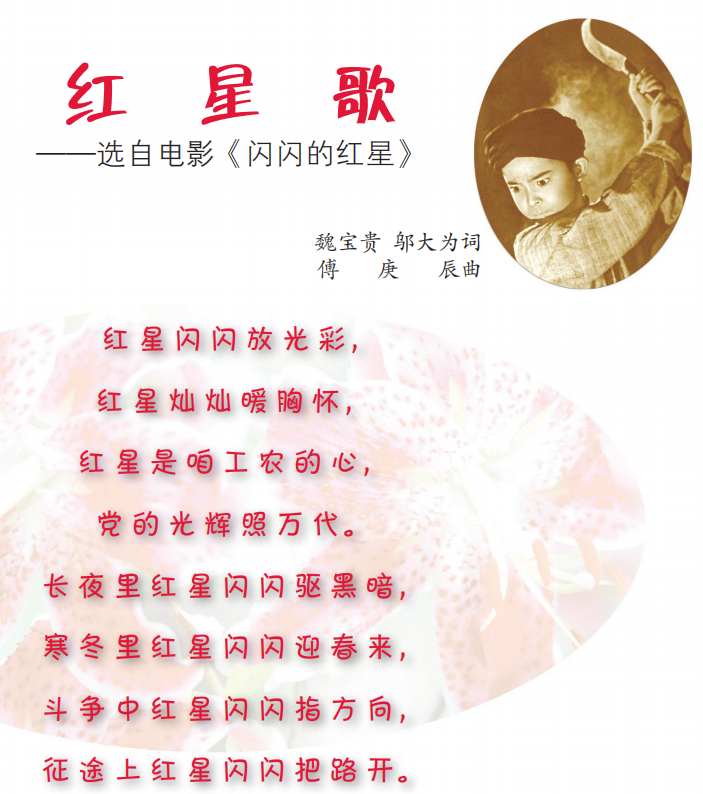 红星歌
——选自电影《闪闪的红星》
魏宝贵 邬大为词
傅庚辰曲
红星闪闪放光彩,
红星灿灿暖胸怀,
红星是咱工农的心,
党的光辉照万代。
长夜里红星闪闪驱黑暗,
寒冬里红星闪闪迎春来,
斗争中红星闪闪指方向,
征途上红星闪闪把路开。